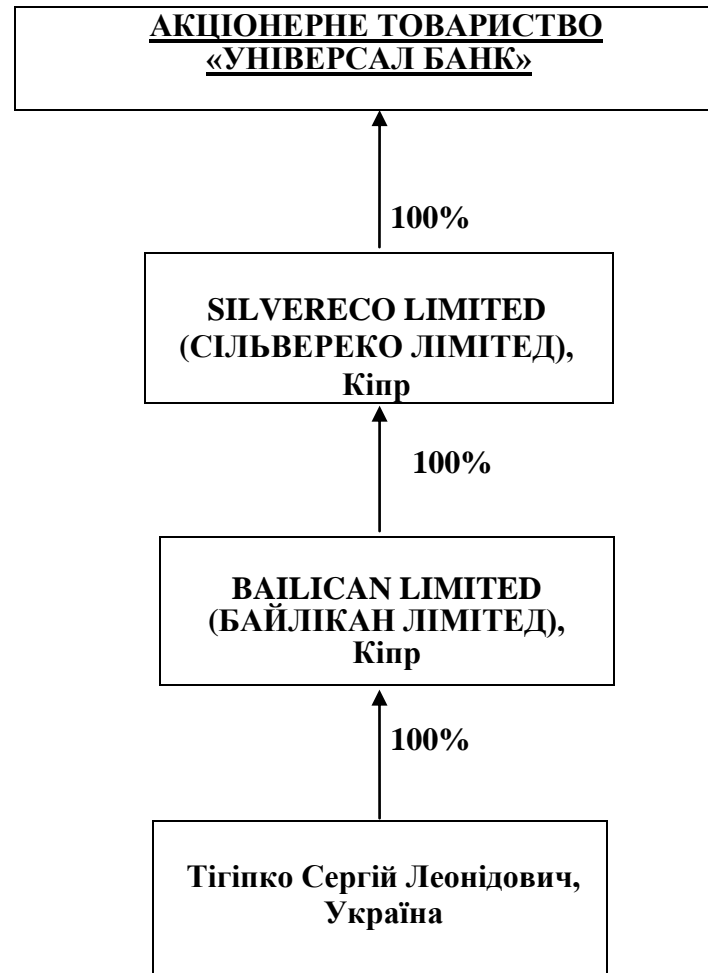 АКЦІОНЕРНЕ ТОВАРИСТВО
«УНІВЕРСАЛ БАНК»
100%
SILVERECO LIMITED
(СІЛЬВЕРЕКО ЛІМІТЕД),
Кіпр
100%
BAILICAN LIMITED
(БАЙЛІКАН ЛІМІТЕД),
Кіпр
100%
Тігіпко Сергій Леонідович,
Україна